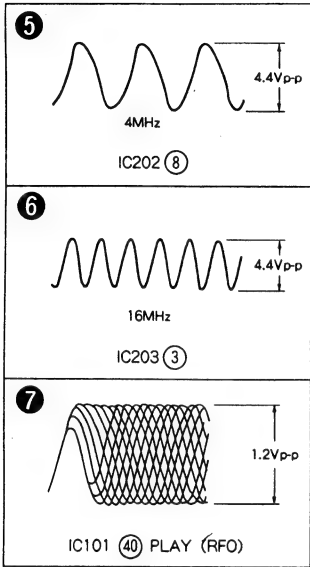 5
4.4Vp-p
4MHz
IC202 8
6
4.4Vp-p
16MHz
IC203 3
7
1.2Vp-p
IC101 40 PLAY (RFO)